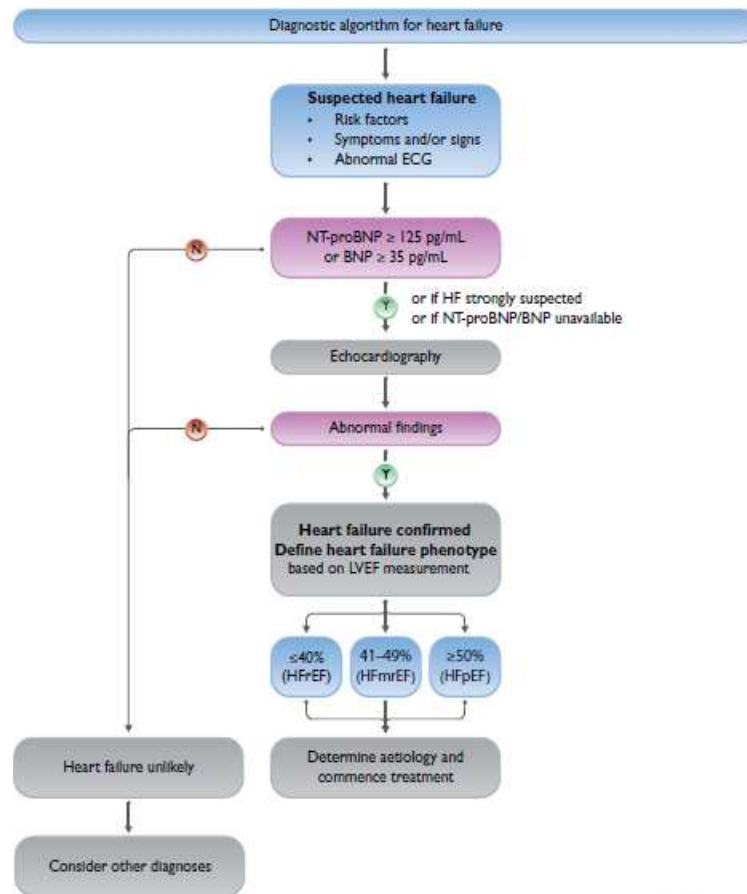 Diagnostic algorithm for heart failure
Suspected heart failure
• Risk factors
• Symptoms and/or signs
• Abnormal ECG
NT-proBNP ≥ 125 pg/mL
or BNP ≥ 35 pg/mL
N
Y
or if HF strongly suspected
or if NT-proBNP/BNP unavailable
Echocardiography
N
Abnormal findings
Y
Heart failure confirmed
Define heart failure phenotype
based on LVEF measurement
≤40%
(HFrEF)
41–49%
(HFmrEF)
≥50%
(HFpEF)
Heart failure unlikely
Determine aetiology and
commence treatment
Consider other diagnoses